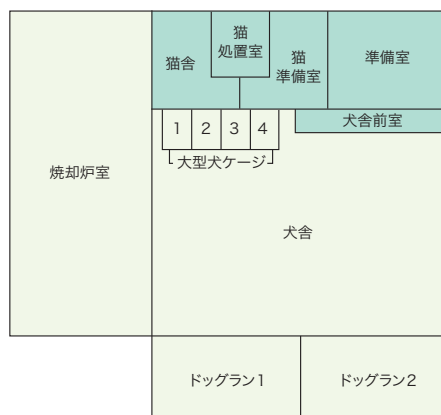 猫舎
猫
処置室
猫
準備室
準備室
犬舎前室
1
2
3
4
大型犬ケージ
焼却炉室
犬舎
ドッグラン1
ドッグラン2